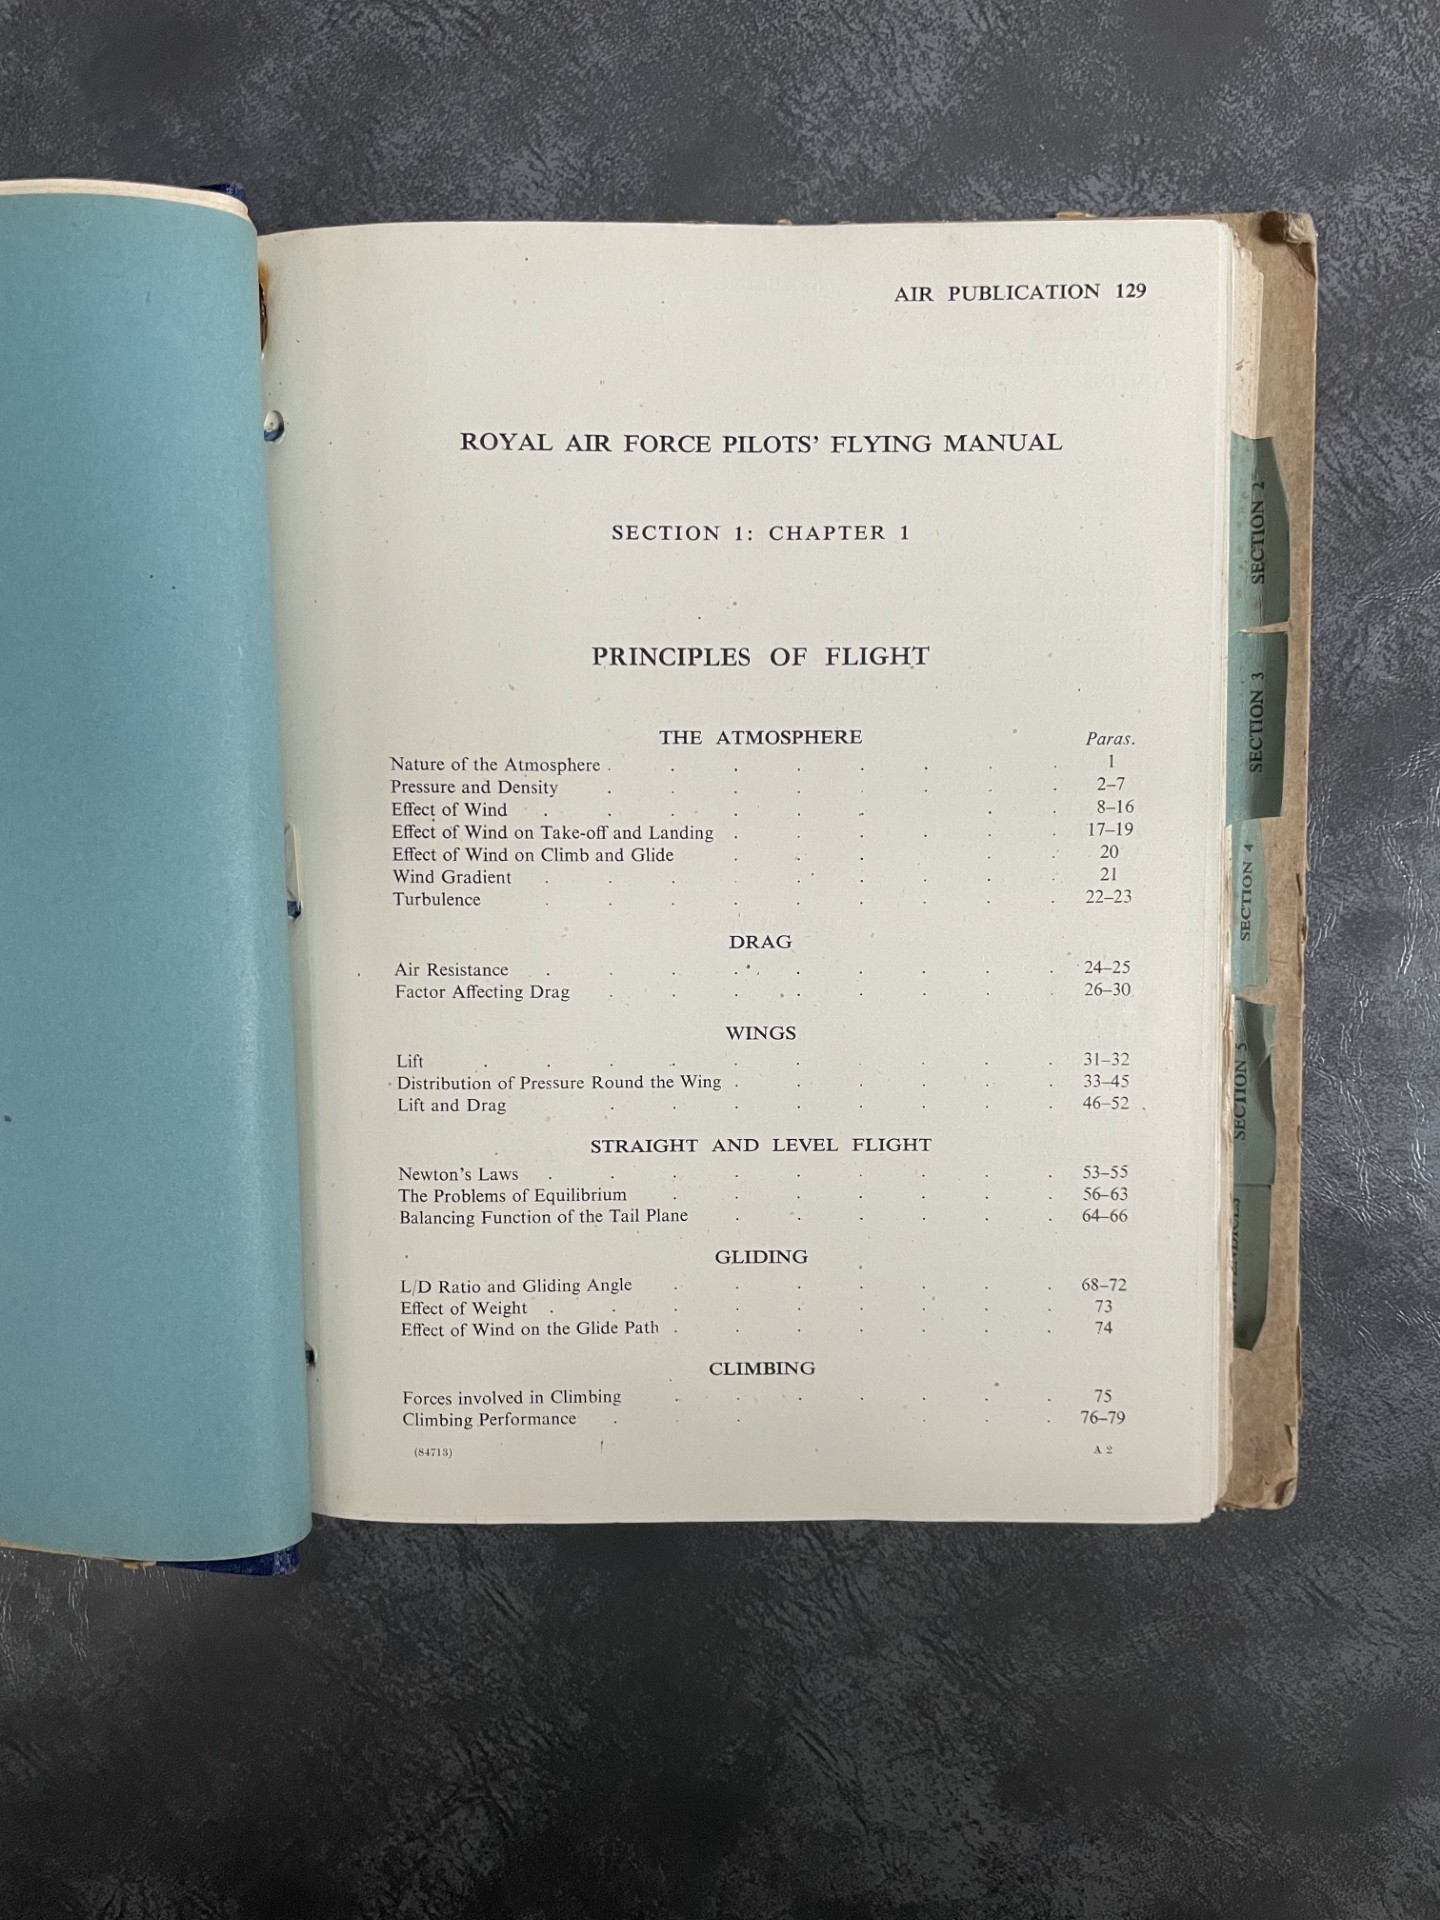 AIR PUBLICATION 129
ROYAL AIR FORCE PILOTS' FLYING MANUAL
SECTION 1: CHAPTER 1
PRINCIPLES OF FLIGHT
THE ATMOSPHERE Paras.
Nature of the Atmosphere . . . . . . . . 1
Pressure and Density . . . . . . . . 2–7
Effect of Wind . . . . . . . . 8–16
Effect of Wind on Take-off and Landing . . . . . . 17–19
Effect of Wind on Climb and Glide . . . . . 20
Wind Gradient . . . . . . . . . 21
Turbulence . . . . . . . . . 22–23
DRAG
Air Resistance . . . . . . . . . 24–25
Factor Affecting Drag . . . . . . . . 26–30
WINGS
Lift . . . . . . . . . . 31–32
Distribution of Pressure Round the Wing . . . . . . 33–45
Lift and Drag . . . . . . . . 46–52
STRAIGHT AND LEVEL FLIGHT
Newton's Laws . . . . . . . . . 53–55
The Problems of Equilibrium . . . . . . . 56–63
Balancing Function of the Tail Plane . . . . . . 64–66
GLIDING
L/D Ratio and Gliding Angle . . . . . . . 68–72
Effect of Weight . . . . . . . . . 73
Effect of Wind on the Glide Path . . . . . . . 74
CLIMBING
Forces involved in Climbing . . . . . . . 75
Climbing Performance . . . . 76–79
(84713) A 2
SECTION 2
SECTION 3
SECTION 4
SECTION 5